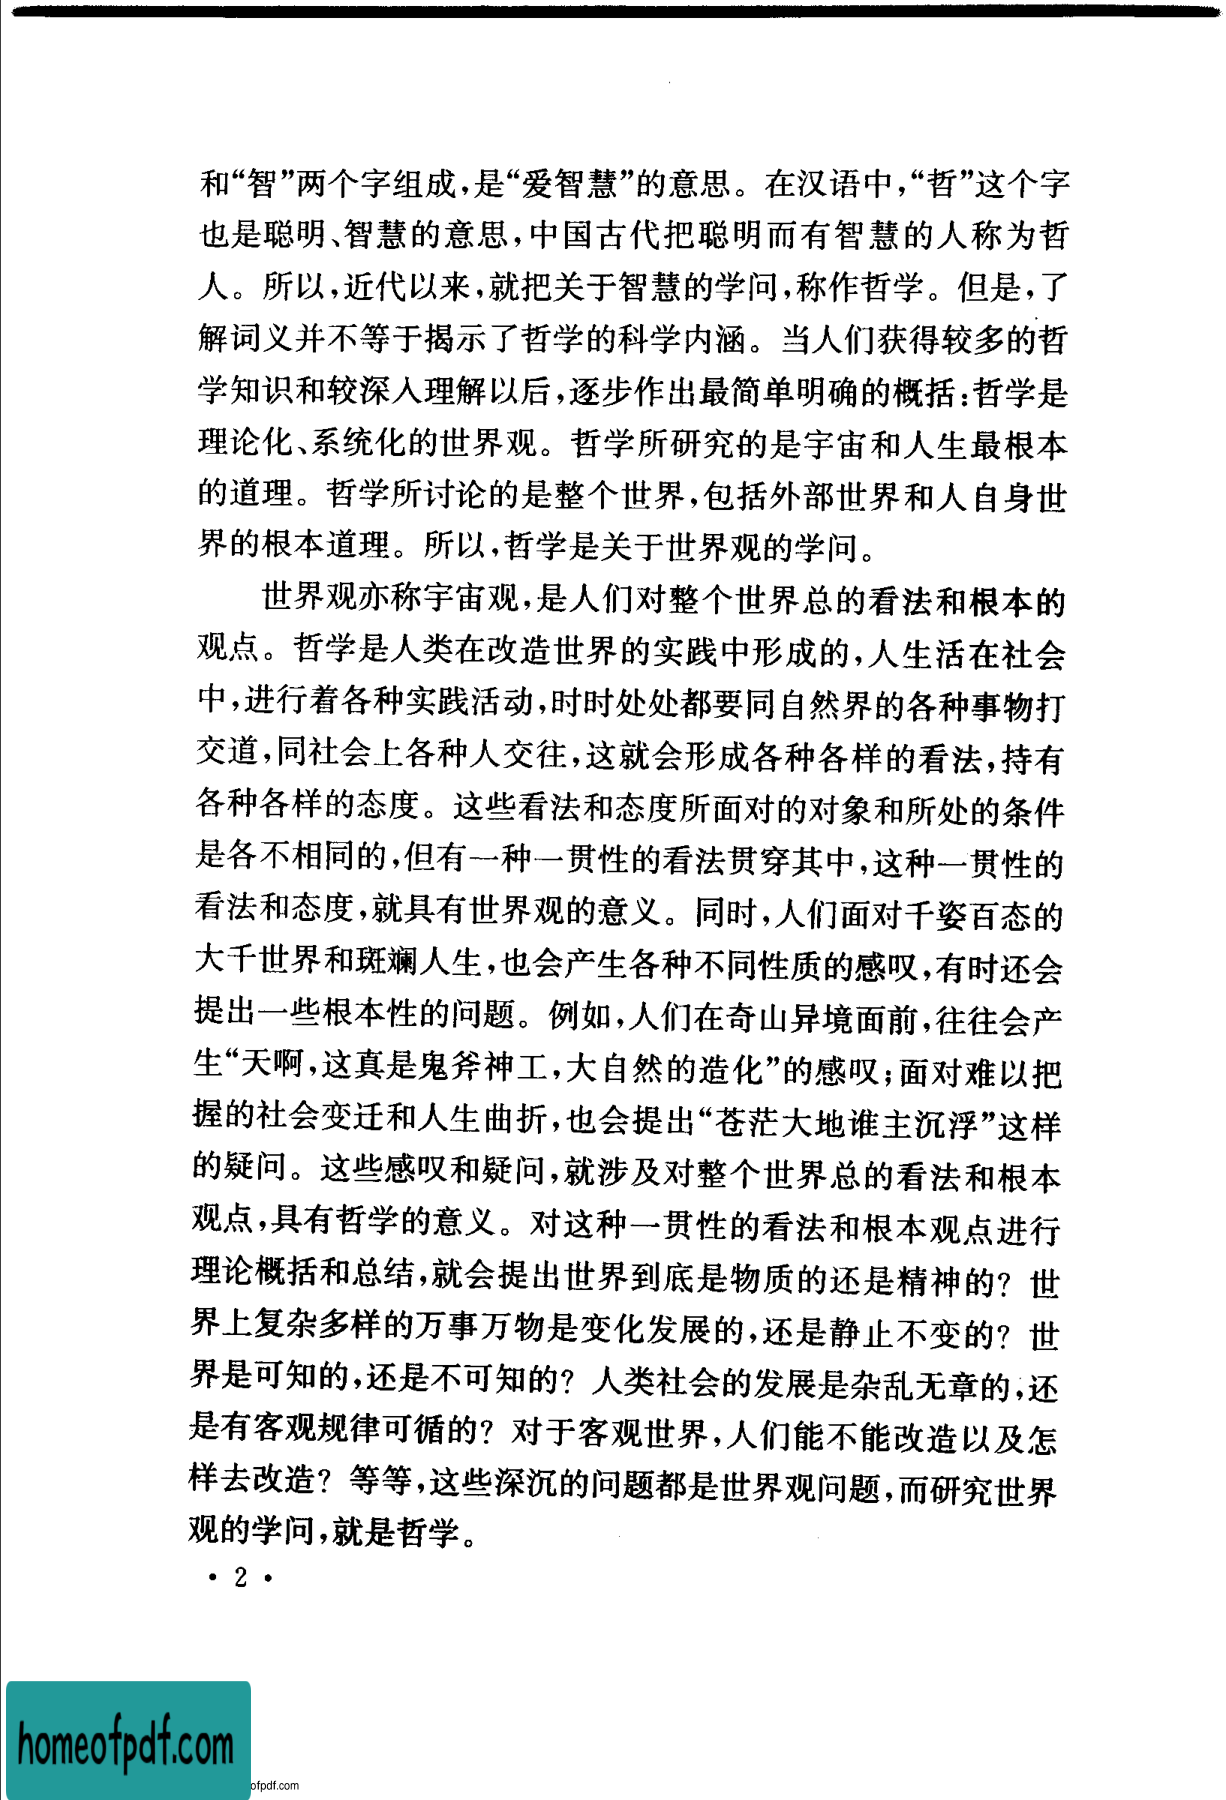 和“智”两个字组成,是“爱智慧”的意思。在汉语中,“哲”这个字
也是聪明、智慧的意思,中国古代把聪明而有智慧的人称为哲
人。所以,近代以来,就把关于智慧的学问,称作哲学。但是,了
解词义并不等于揭示了哲学的科学内涵。当人们获得较多的哲
学知识和较深入理解以后,逐步作出最简单明确的概括:哲学是
理论化、系统化的世界观。哲学所研究的是宇宙和人生最根本
的道理。哲学所讨论的是整个世界,包括外部世界和人自身世
界的根本道理。所以,哲学是关于世界观的学问。
世界观亦称宇宙观,是人们对整个世界总的看法和根本的
观点。哲学是人类在改造世界的实践中形成的,人生活在社会
中,进行着各种实践活动,时时处处都要同自然界的各种事物打
交道,同社会上各种人交往,这就会形成各种各样的看法,持有
各种各样的态度。这些看法和态度所面对的对象和所处的条件
是各不相同的,但有一种一贯性的看法贯穿其中,这种一贯性的
看法和态度,就具有世界观的意义。同时,人们面对千姿百态的
大千世界和斑斓人生,也会产生各种不同性质的感叹,有时还会
提出一些根本性的问题。例如,人们在奇山异境面前,往往会产
生“天啊,这真是鬼斧神工,大自然的造化”的感叹;面对难以把
握的社会变迁和人生曲折,也会提出“苍茫大地谁主沉浮”这样
的疑问。这些感叹和疑问,就涉及对整个世界总的看法和根本
观点,具有哲学的意义。对这种一贯性的看法和根本观点进行
理论概括和总结,就会提出世界到底是物质的还是精神的? 世
界上复杂多样的万事万物是变化发展的,还是静止不变的? 世
界是可知的,还是不可知的? 人类社会的发展是杂乱无章的,还
是有客观规律可循的? 对于客观世界,人们能不能改造以及怎
样去改造? 等等,这些深沉的问题都是世界观问题,而研究世界
观的学问,就是哲学。
· 2 ·
homeofpdf.com
ofpdf.com